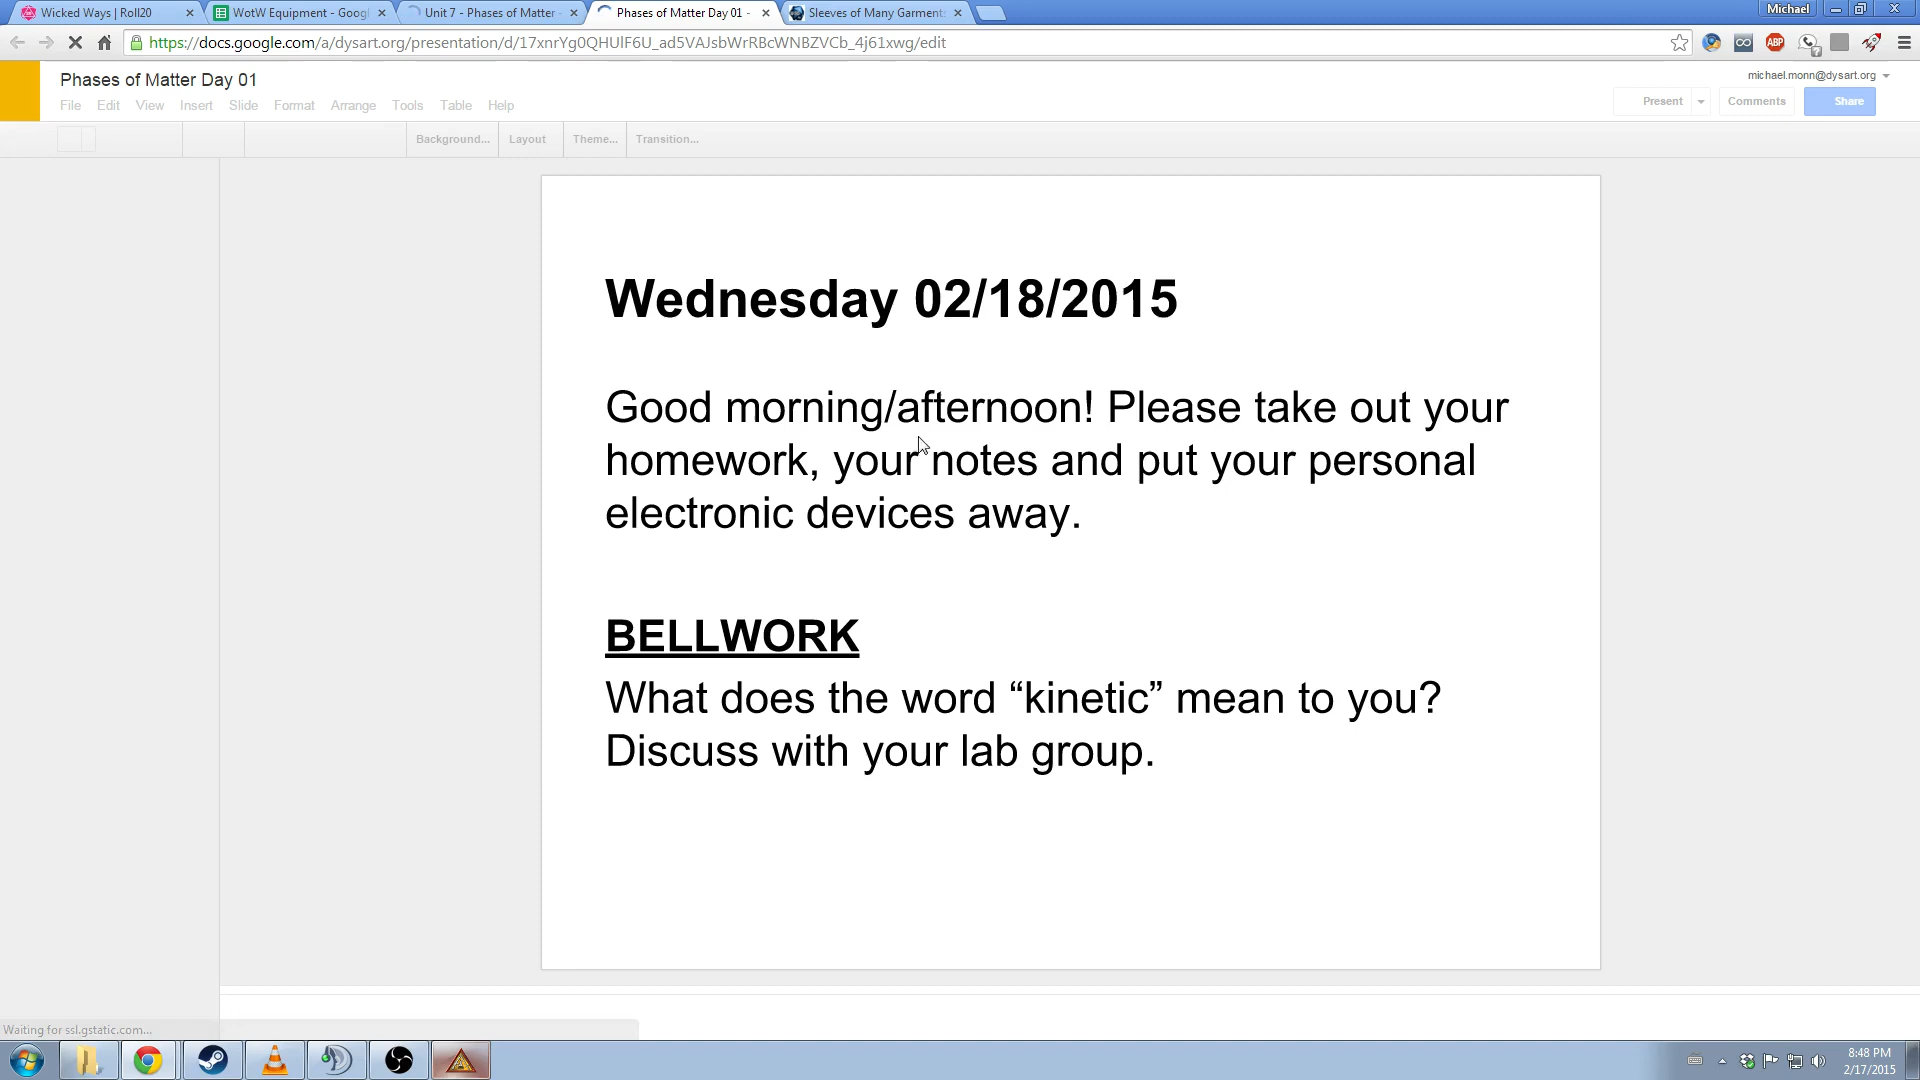 Wicked Ways | Roll20
WotW Equipment - Goog
Unit 7 - Phases of Matter -
Phases of Matter Day 01 -
Sleeves of Many Garments
Michael
https://docs.google.com/a/dysart.org/presentation/d/17xnrYg0QHUlF6U_ad5VAJsbWrRBcWNBZVCb_4j61xwg/edit
ABP
Phases of Matter Day 01
michael.monn@dysart.org
File Edit View Insert Slide Format Arrange Tools Table Help
Present
Comments
Share
Background... Layout Theme... Transition...
Wednesday 02/18/2015
Good morning/afternoon! Please take out your
homework, your notes and put your personal
electronic devices away.
BELLWORK
What does the word “kinetic” mean to you?
Discuss with your lab group.
Waiting for ssl.gstatic.com...
8:48 PM
2/17/2015